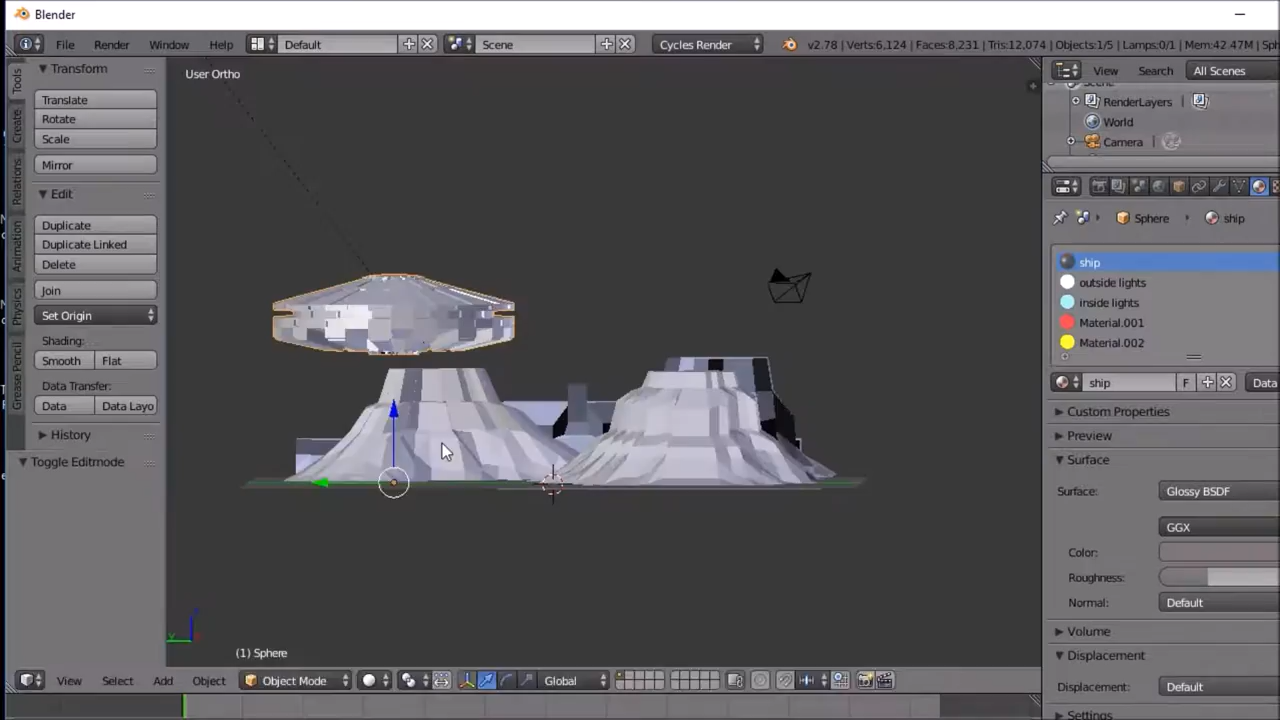 Blender
File Render Window Help Default Scene Cycles Render v2.78 | Verts:6,124 | Faces:8,231 | Tris:12,074 | Objects:1/5 | Lamps:0/1 | Mem:42.47M | Sph
Tools
Create
Relations
Animation
Physics
Grease Pencil
Transform
Translate
Rotate
Scale
Mirror
Edit
Duplicate
Duplicate Linked
Delete
Join
Set Origin
Shading:
Smooth Flat
Data Transfer:
Data Data Layo
History
Toggle Editmode
User Ortho
(1) Sphere
View Select Add Object Object Mode Global
View Search All Scenes
RenderLayers
World
Camera
Sphere ship
ship
outside lights
inside lights
Material.001
Material.002
ship F Data
Custom Properties
Preview
Surface
Surface: Glossy BSDF
GGX
Color:
Roughness:
Normal: Default
Volume
Displacement
Displacement: Default
Settings